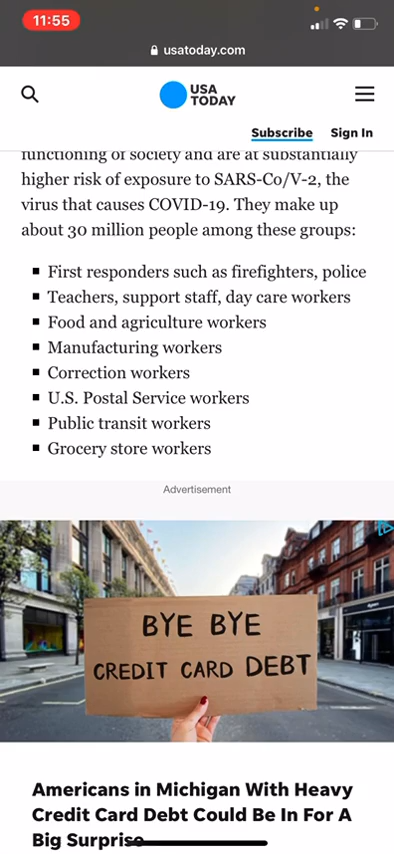 11:55
usatoday.com
USA
TODAY
Subscribe Sign In
functioning of society and are at substantially
higher risk of exposure to SARS-Co/V-2, the
virus that causes COVID-19. They make up
about 30 million people among these groups:
First responders such as firefighters, police
Teachers, support staff, day care workers
Food and agriculture workers
Manufacturing workers
Correction workers
U.S. Postal Service workers
Public transit workers
Grocery store workers
Advertisement
BYE BYE
CREDIT CARD DEBT
Americans in Michigan With Heavy
Credit Card Debt Could Be In For A
Big Surprise